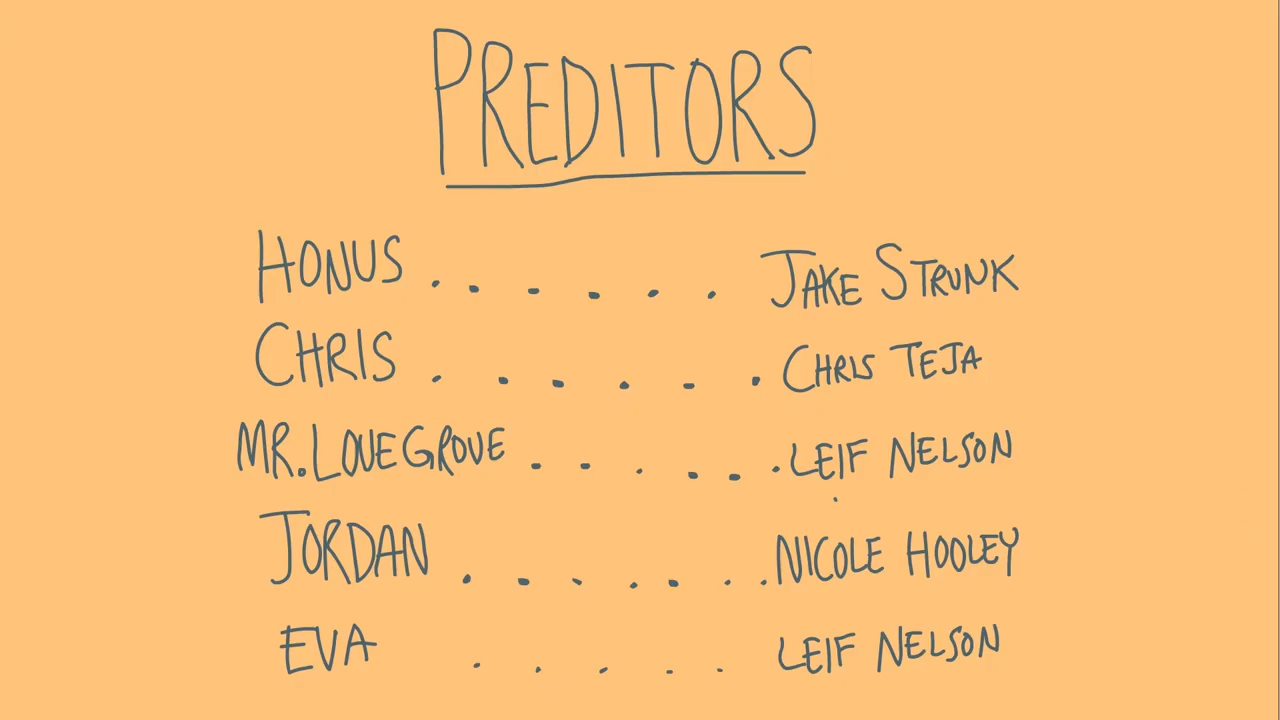 PREDITORS
HONUS . . . . . . JAKE STRUNK
CHRIS . . . . . . CHRIS TEJA
MR. LOVEGROVE . . . . . . LEIF NELSON
JORDAN . . . . . . . NICOLE HOOLEY
EVA . . . . . LEIF NELSON